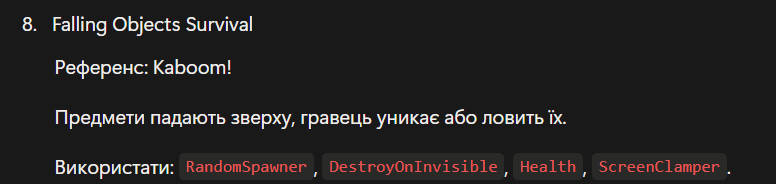 8. Falling Objects Survival
Референс: Kaboom!
Предмети падають зверху, гравець уникає або ловить їх.
Використати: RandomSpawner, DestroyOnInvisible, Health, ScreenClamper.